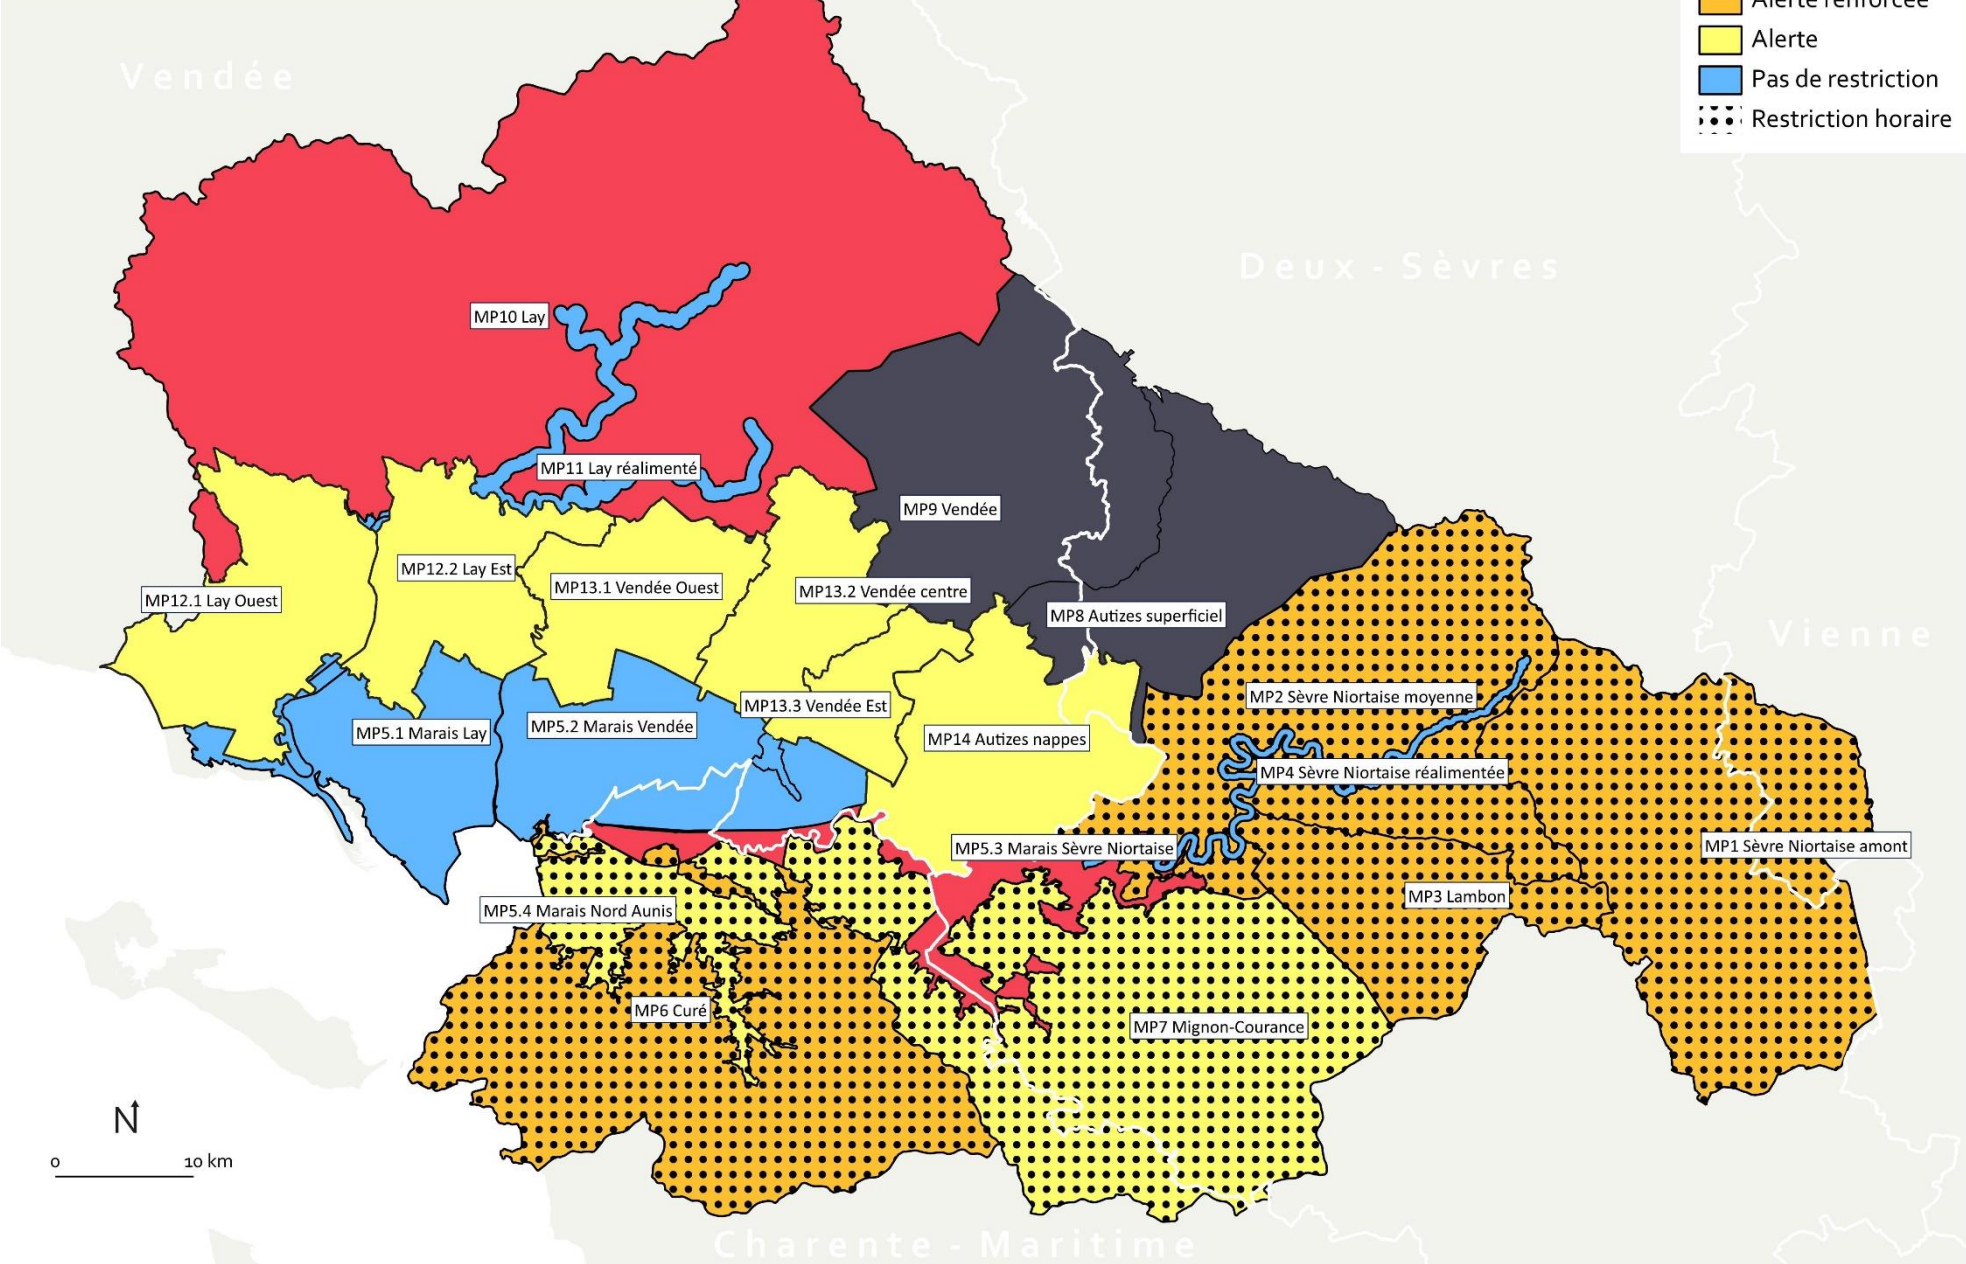 Alerte renforcée
Alerte
Pas de restriction
Restriction horaire
Vendée
Deux - Sèvres
MP10 Lay
MP11 Lay réalimenté
MP9 Vendée
MP12.2 Lay Est
MP13.1 Vendée Ouest
MP13.2 Vendée centre
MP12.1 Lay Ouest
MP8 Autizes superficiel
Vienne
MP2 Sèvre Niortaise moyenne
MP13.3 Vendée Est
MP5.2 Marais Vendée
MP5.1 Marais Lay
MP14 Autizes nappes
MP4 Sèvre Niortaise réalimentée
MP5.3 Marais Sèvre Niortaise
MP1 Sèvre Niortaise amont
MP3 Lambon
MP5.4 Marais Nord Aunis
MP6 Curé
MP7 Mignon-Courance
N
0 10 km
Charente - Maritime